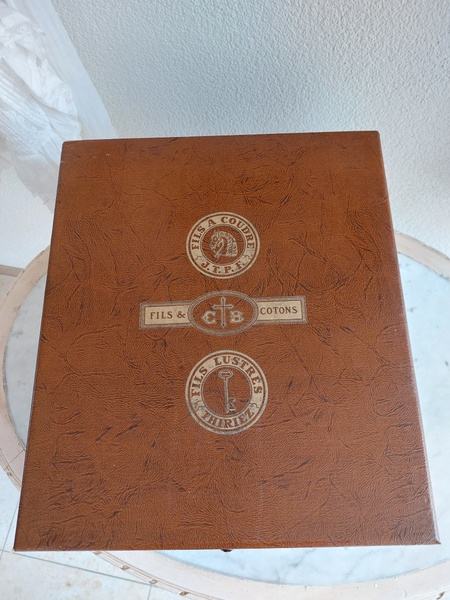 FILS A COUDRE
J.T.P.F.
FILS & C B COTONS
FILS LUSTRES
THIRIEZ